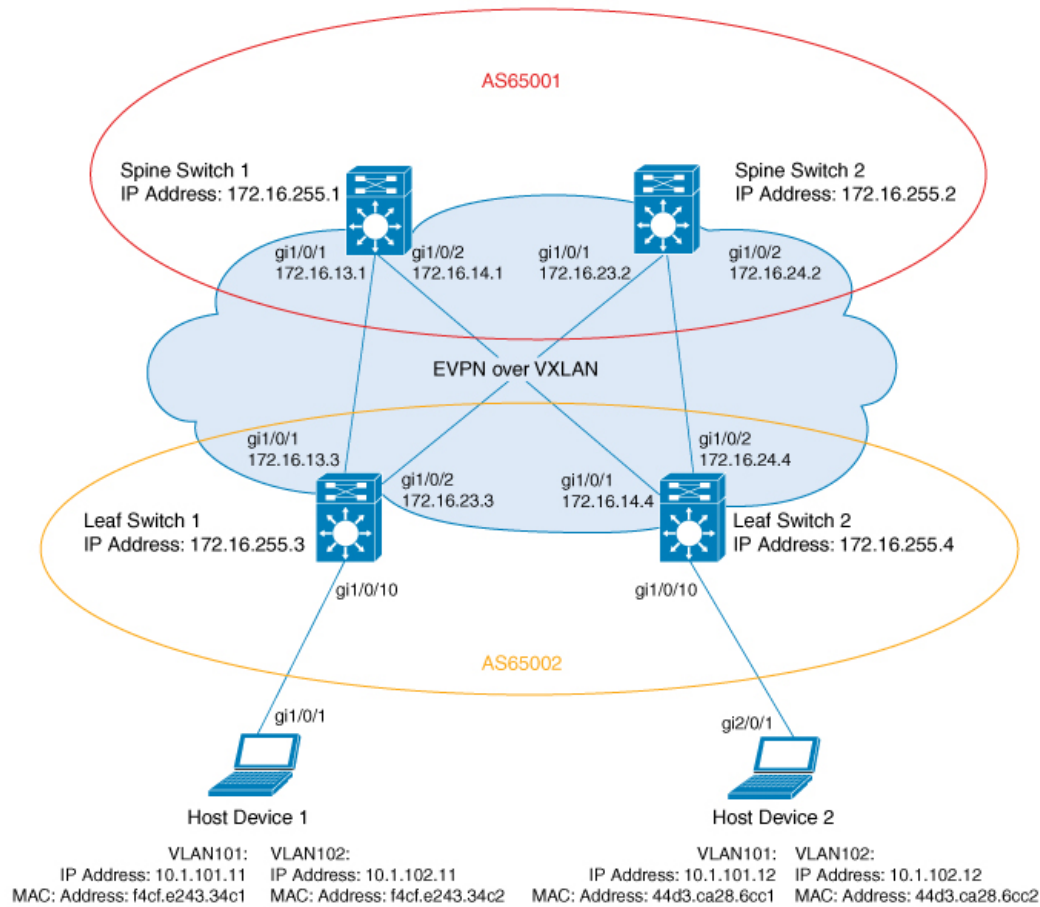 AS65001
Spine Switch 1
IP Address: 172.16.255.1
Spine Switch 2
IP Address: 172.16.255.2
gi1/0/1
172.16.13.1
gi1/0/2
172.16.14.1
gi1/0/1
172.16.23.2
gi1/0/2
172.16.24.2
EVPN over VXLAN
gi1/0/1
172.16.13.3
gi1/0/2
172.16.23.3
gi1/0/1
172.16.14.4
gi1/0/2
172.16.24.4
Leaf Switch 1
IP Address: 172.16.255.3
Leaf Switch 2
IP Address: 172.16.255.4
gi1/0/10
gi1/0/10
AS65002
gi1/0/1
gi2/0/1
Host Device 1
Host Device 2
VLAN101:
IP Address: 10.1.101.11
MAC: Address: f4cf.e243.34c1
VLAN102:
IP Address: 10.1.102.11
MAC: Address: f4cf.e243.34c2
VLAN101:
IP Address: 10.1.101.12
MAC: Address: 44d3.ca28.6cc1
VLAN102:
IP Address: 10.1.102.12
MAC: Address: 44d3.ca28.6cc2